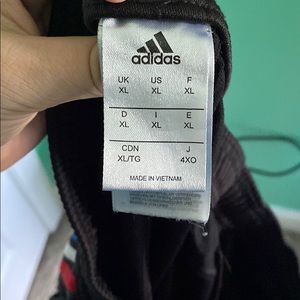 adidas
UK US F
XL XL XL
D I E
XL XL XL
CDN J
XL/TG 4XO
MADE IN VIETNAM